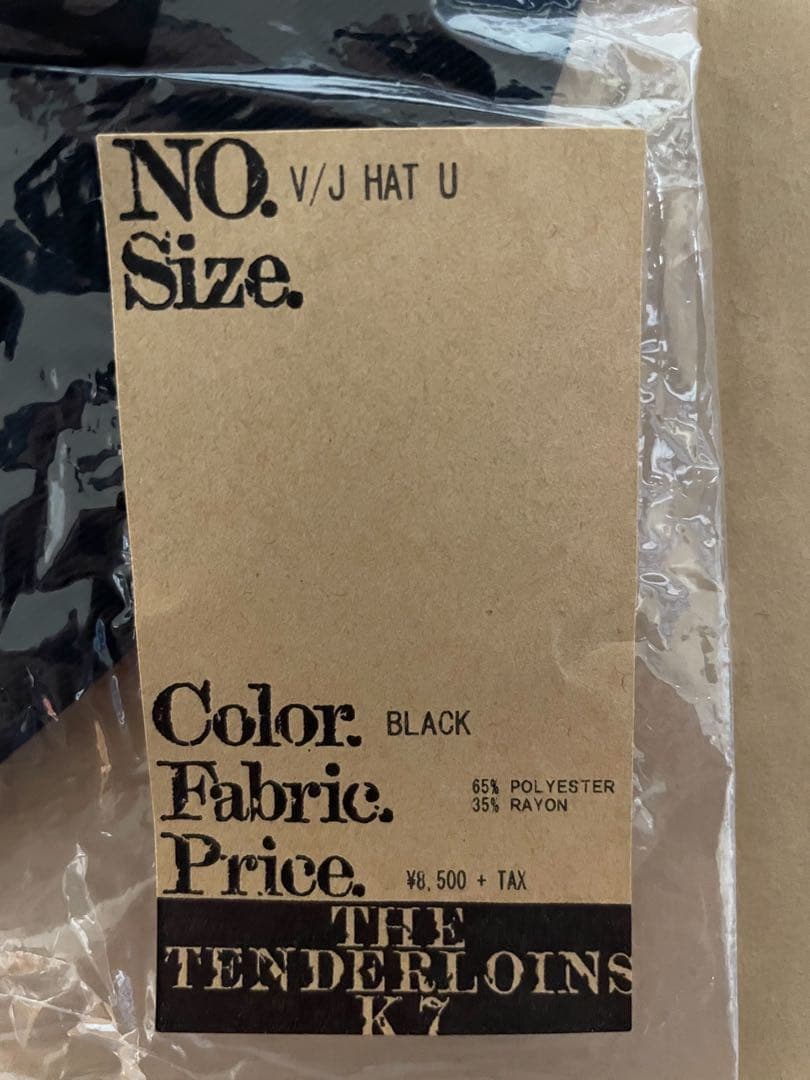 NO. V/J HAT U
Size.
Color. BLACK
Fabric. 65% POLYESTER
35% RAYON
Price. ¥8,500 + TAX
THE
TENDERLOINS
K7